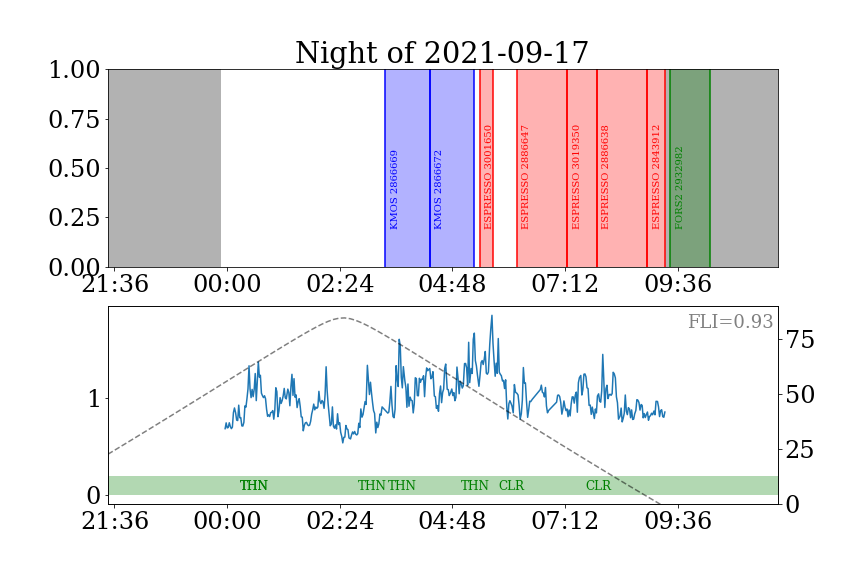 Night of 2021-09-17
1.00
0.75
0.50
0.25
0.00
KMOS 2866669
KMOS 2866672
ESPRESSO 3001650
ESPRESSO 2886647
ESPRESSO 3019350
ESPRESSO 2886638
ESPRESSO 2843912
FORS2 2932982
21:36 00:00 02:24 04:48 07:12 09:36
FLI=0.93
1
0
75
50
25
0
THN THN THN THN CLR CLR
21:36 00:00 02:24 04:48 07:12 09:36